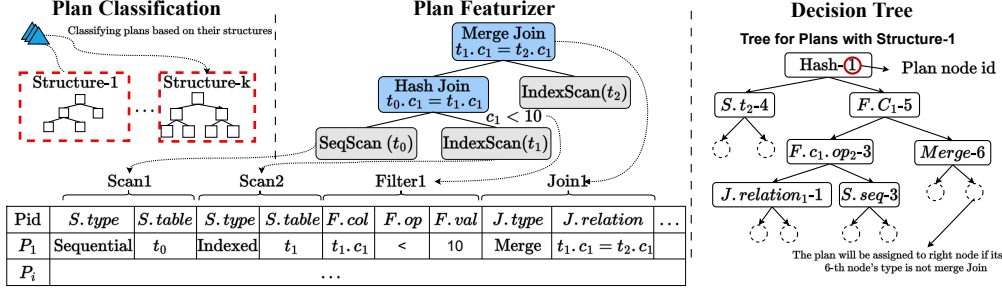 Plan Classification
Classifying plans based on their structures
Structure-1
...
Structure-k
Plan Featurizer
Merge Join
t₁.c₁ = t₂.c₁
Hash Join
t₀.c₁ = t₁.c₁
IndexScan(t₂)
c₁ < 10
SeqScan (t₀)
IndexScan(t₁)
Scan1 Scan2 Filter1 Join1
Pid S.type S.table S.type S.table F.col F.op F.val J.type J.relation ...
P₁ Sequential t₀ Indexed t₁ t₁.c₁ < 10 Merge t₁.c₁ = t₂.c₁
Pᵢ ...
Decision Tree
Tree for Plans with Structure-1
Hash-1
Plan node id
S.t₂-4
F.C₁-5
F.c₁.op₂-3
Merge-6
J.relation₁-1
S.seq-3
The plan will be assigned to right node if its
6-th node's type is not merge Join